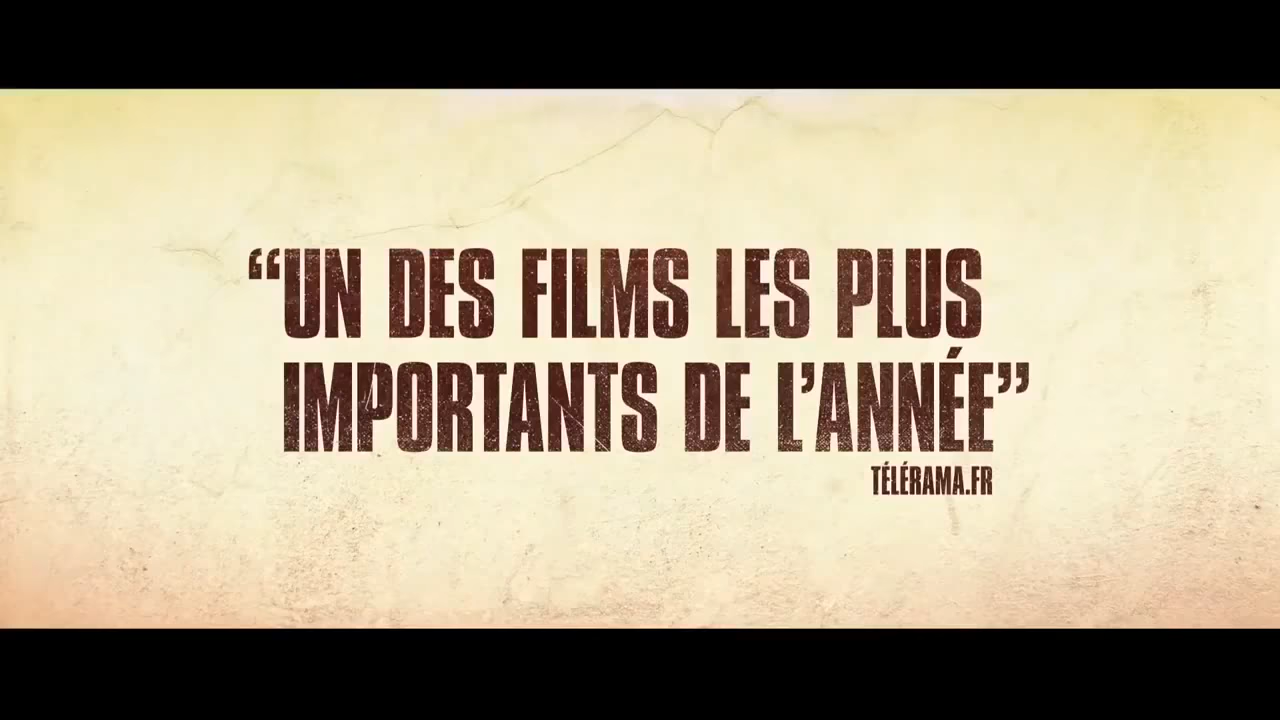 “UN DES FILMS LES PLUS
IMPORTANTS DE L’ANNÉE”
TÉLÉRAMA.FR